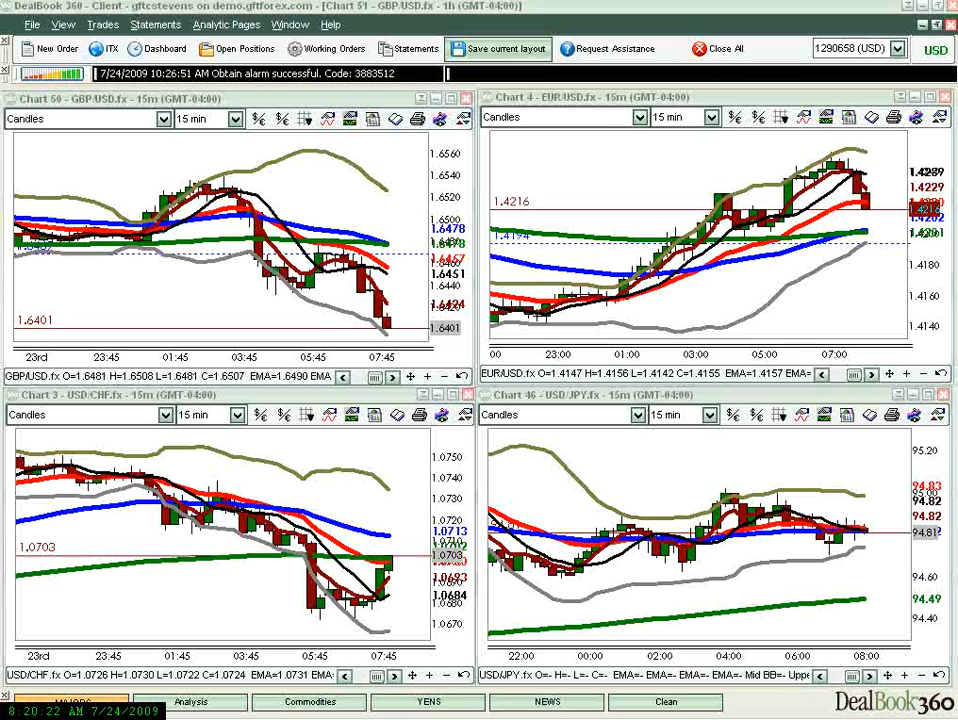 DealBook 360 - Client - gftcstevens on demo.gftforex.com - [Chart 51 - GBP/USD.fx - 1h (GMT-04:00)]
File View Trades Statements Analytic Pages Window Help
New Order ITX Dashboard Open Positions Working Orders Statements Save current layout Request Assistance Close All 1290658 (USD) USD
7/24/2009 10:26:51 AM Obtain alarm successful. Code: 3883512
Chart 50 - GBP/USD.fx - 15m (GMT-04:00)
Candles 15 min
1.6560
1.6540
1.6520
1.6500
1.6478
1.6457
1.6451
1.6440
1.6424
1.6401
1.6401
23rd 23:45 01:45 03:45 05:45 07:45
GBP/USD.fx O=1.6481 H=1.6508 L=1.6481 C=1.6507 EMA=1.6490 EMA
Chart 4 - EUR/USD.fx - 15m (GMT-04:00)
Candles 15 min
1.4229
1.4216
1.4216
1.4202
1.4194
1.4201
1.4180
1.4160
1.4140
00 23:00 01:00 03:00 05:00 07:00
EUR/USD.fx O=1.4147 H=1.4156 L=1.4142 C=1.4155 EMA=1.4157 EMA=
Chart 3 - USD/CHF.fx - 15m (GMT-04:00)
Candles 15 min
1.0750
1.0730
1.0720
1.0713
1.0703
1.0703
1.0693
1.0684
1.0670
23rd 23:45 01:45 03:45 05:45 07:45
USD/CHF.fx O=1.0726 H=1.0730 L=1.0722 C=1.0724 EMA=1.0731 EMA=
Chart 46 - USD/JPY.fx - 15m (GMT-04:00)
Candles 15 min
95.20
94.83
94.82
94.82
94.81
94.60
94.49
94.40
22:00 00:00 02:00 04:00 06:00 08:00
USD/JPY.fx O=- H=- L=- C=- EMA=- EMA=- EMA=- EMA=- Mid BB=- Uppe
Analysis Commodities YENS NEWS Clean
DealBook 360
8:20:22 AM 7/24/2009